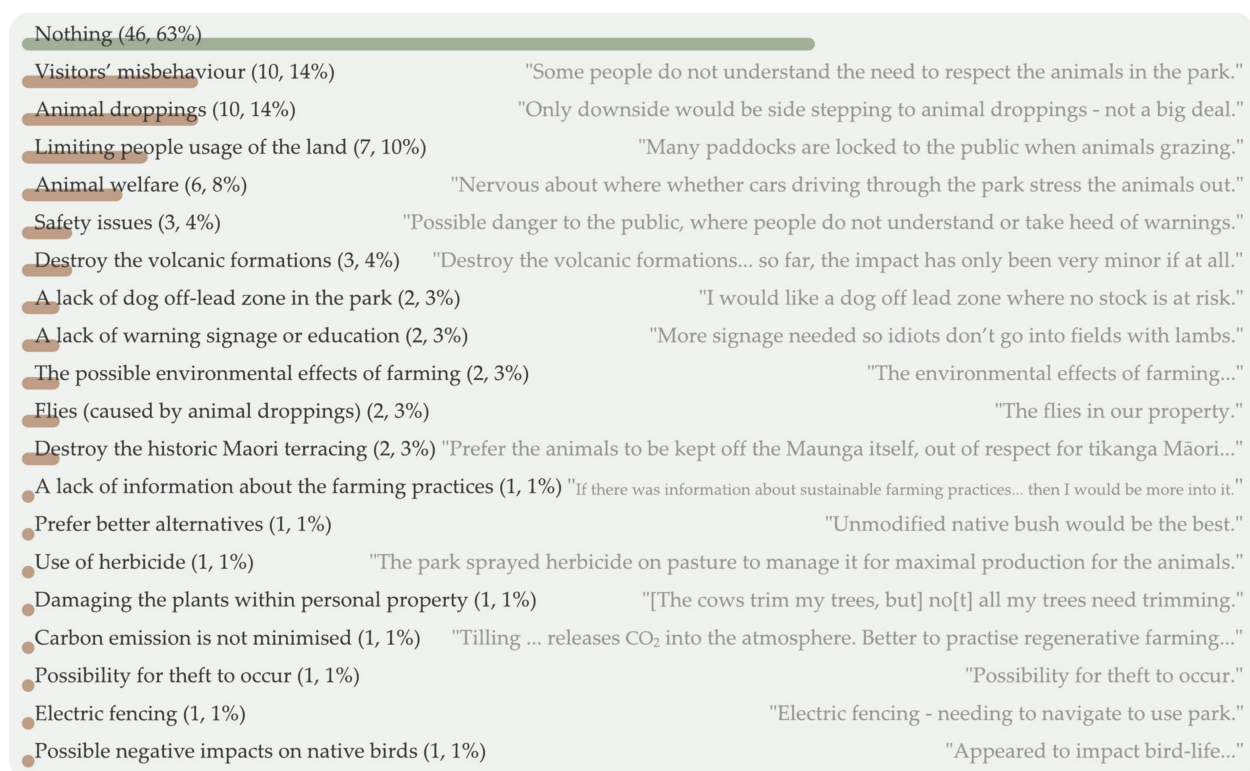 Nothing (46, 63%)
Visitors’ misbehaviour (10, 14%) "Some people do not understand the need to respect the animals in the park."
Animal droppings (10, 14%) "Only downside would be side stepping to animal droppings - not a big deal."
Limiting people usage of the land (7, 10%) "Many paddocks are locked to the public when animals grazing."
Animal welfare (6, 8%) "Nervous about where whether cars driving through the park stress the animals out."
Safety issues (3, 4%) "Possible danger to the public, where people do not understand or take heed of warnings."
Destroy the volcanic formations (3, 4%) "Destroy the volcanic formations... so far, the impact has only been very minor if at all."
A lack of dog off-lead zone in the park (2, 3%) "I would like a dog off lead zone where no stock is at risk."
A lack of warning signage or education (2, 3%) "More signage needed so idiots don’t go into fields with lambs."
The possible environmental effects of farming (2, 3%) "The environmental effects of farming..."
Flies (caused by animal droppings) (2, 3%) "The flies in our property."
Destroy the historic Maori terracing (2, 3%) "Prefer the animals to be kept off the Maunga itself, out of respect for tikanga Māori..."
A lack of information about the farming practices (1, 1%) "If there was information about sustainable farming practices... then I would be more into it."
Prefer better alternatives (1, 1%) "Unmodified native bush would be the best."
Use of herbicide (1, 1%) "The park sprayed herbicide on pasture to manage it for maximal production for the animals."
Damaging the plants within personal property (1, 1%) "[The cows trim my trees, but] no[t] all my trees need trimming."
Carbon emission is not minimised (1, 1%) "Tilling ... releases CO₂ into the atmosphere. Better to practise regenerative farming..."
Possibility for theft to occur (1, 1%) "Possibility for theft to occur."
Electric fencing (1, 1%) "Electric fencing - needing to navigate to use park."
Possible negative impacts on native birds (1, 1%) "Appeared to impact bird-life..."